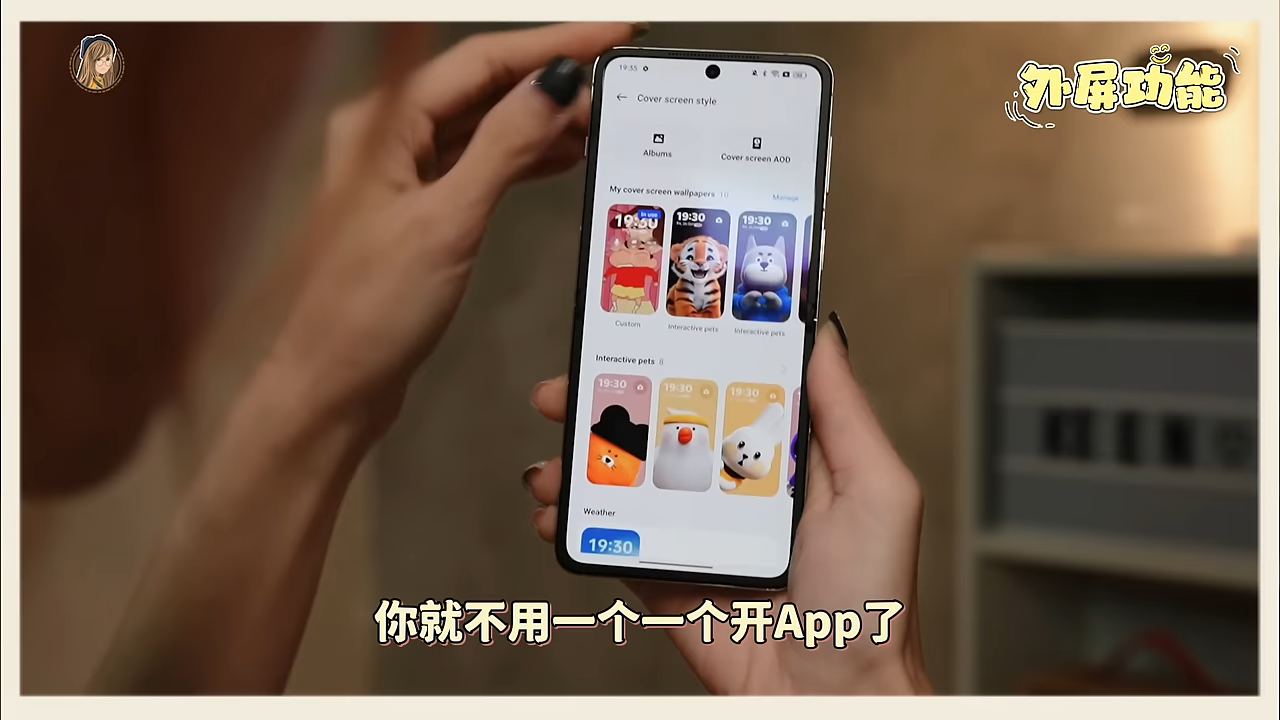 外屏功能
19:35
Cover screen style
Albums
Cover screen AOD
My cover screen wallpapers 10
Manage
In use
19:30
19:30
19:30
Custom
Interactive pets
Interactive pets
Interactive pets 8
19:30
19:30
19:30
Weather
19:30
你就不用一个一个开App了